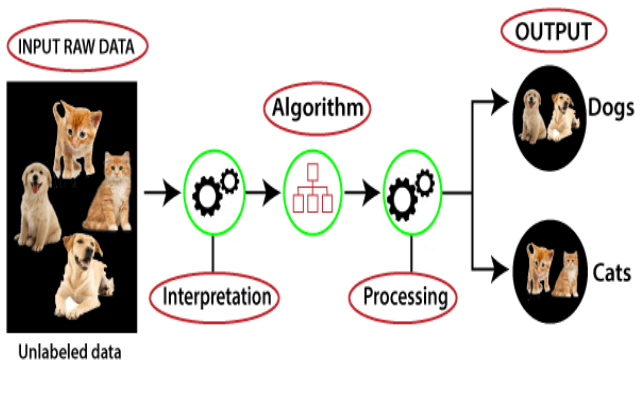 INPUT RAW DATA
OUTPUT
Algorithm
Dogs
Interpretation
Processing
Cats
Unlabeled data